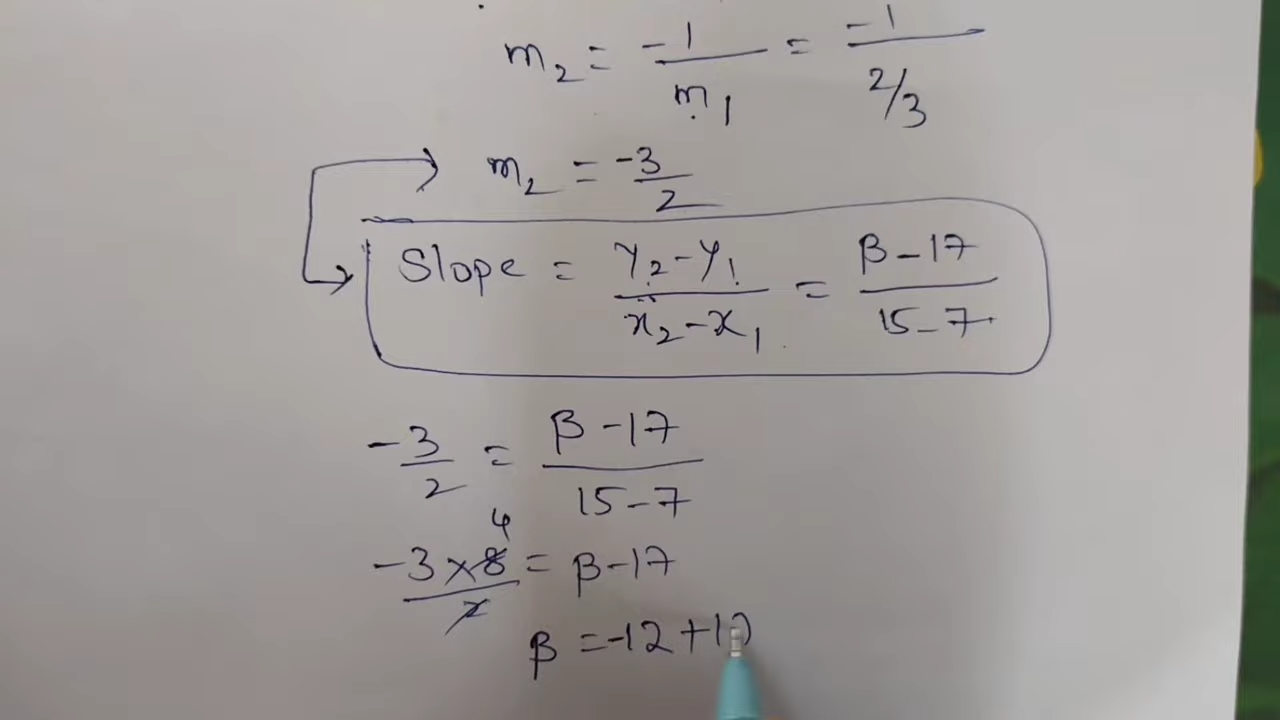 m₂ = -1/m₁ = -1/2/3
m₂ = -3/2
Slope = y₂-y₁/x₂-x₁ = β-17/15-7
-3/2 = β-17/15-7
4
-3×8/2 = β-17
β = -12+1